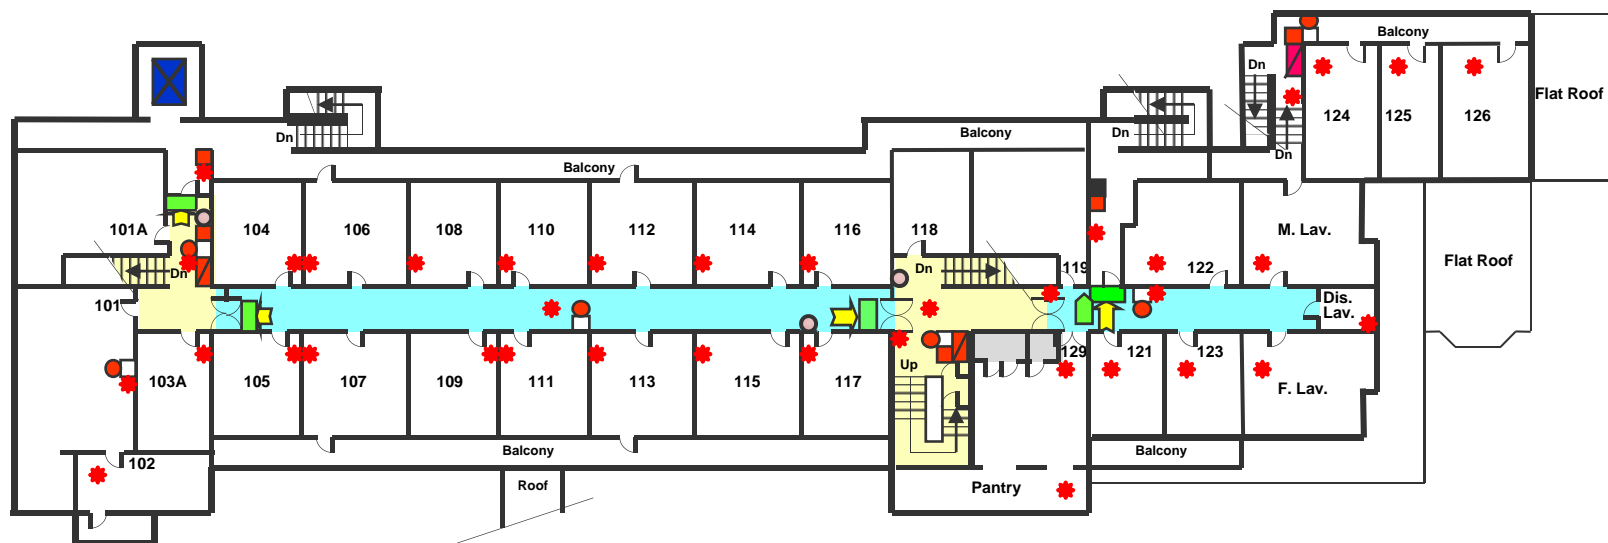 Balcony
Dn
124
125
126
Flat Roof
Dn
Dn
Dn
Balcony
Dn
Balcony
101A
104
106
108
110
112
114
116
118
M. Lav.
Dn
Dn
119
122
Flat Roof
101
Dis.
Lav.
103A
105
107
109
111
113
115
117
Up
129
121
123
F. Lav.
102
Balcony
Balcony
Roof
Pantry